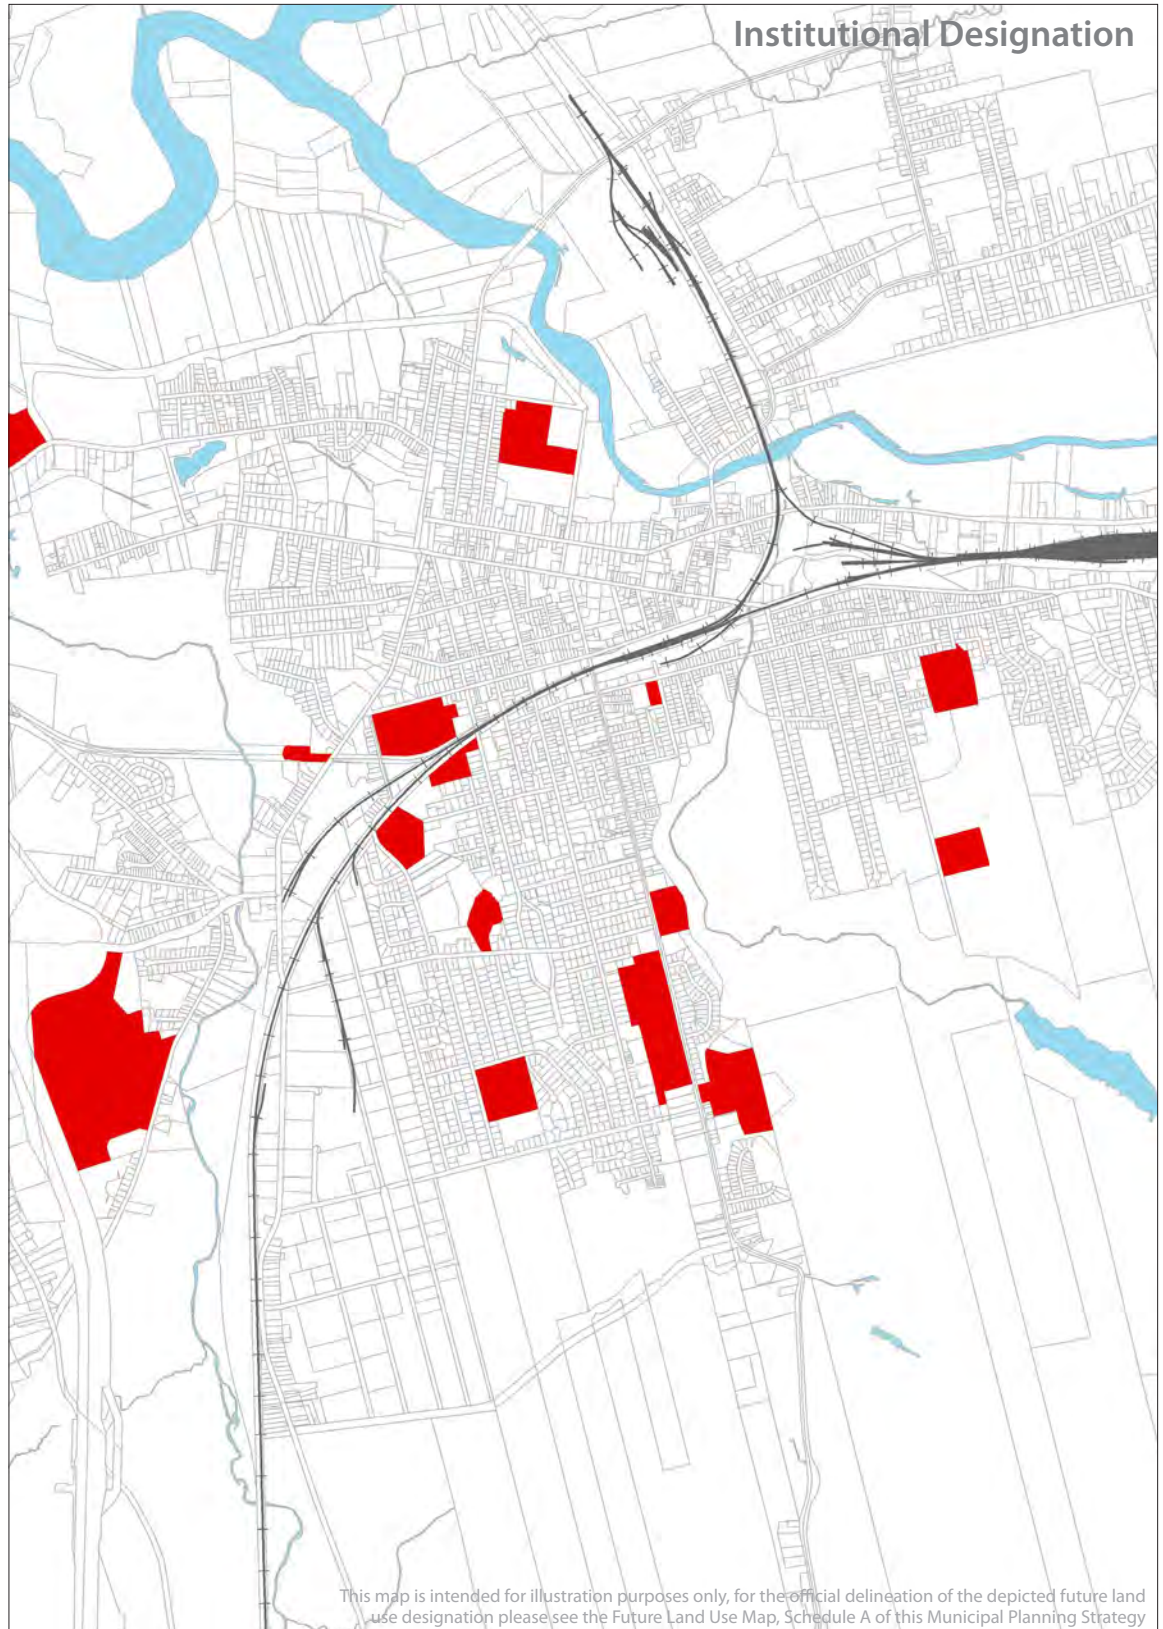 Institutional Designation
This map is intended for illustration purposes only, for the official delineation of the depicted future land
use designation please see the Future Land Use Map, Schedule A of this Municipal Planning Strategy